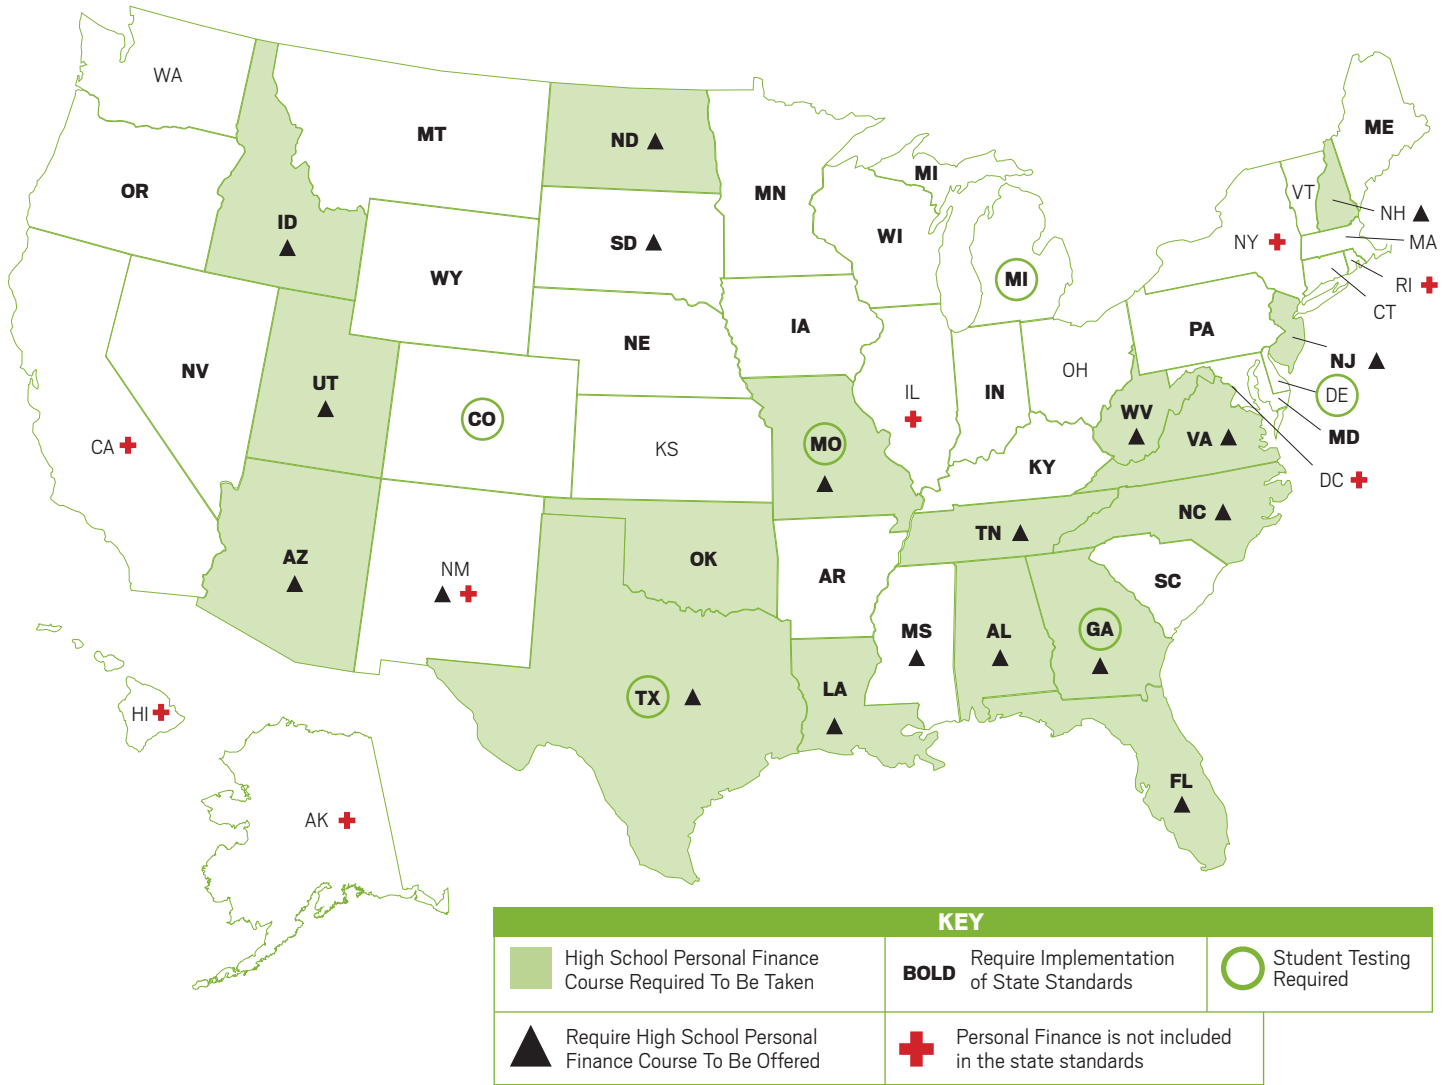 WA
MT
ND
MN
MI
ME
OR
ID
SD
WI
VT
NH
NY
MA
WY
MI
RI
CT
NE
IA
PA
NV
UT
CO
KS
MO
IL
IN
OH
NJ
DE
WV
VA
MD
DC
CA
KY
NC
TN
AZ
NM
OK
AR
SC
MS
AL
GA
TX
LA
FL
HI
AK
KEY
High School Personal Finance
Course Required To Be Taken
BOLD
Require Implementation
of State Standards
Student Testing
Required
Require High School Personal
Finance Course To Be Offered
Personal Finance is not included
in the state standards